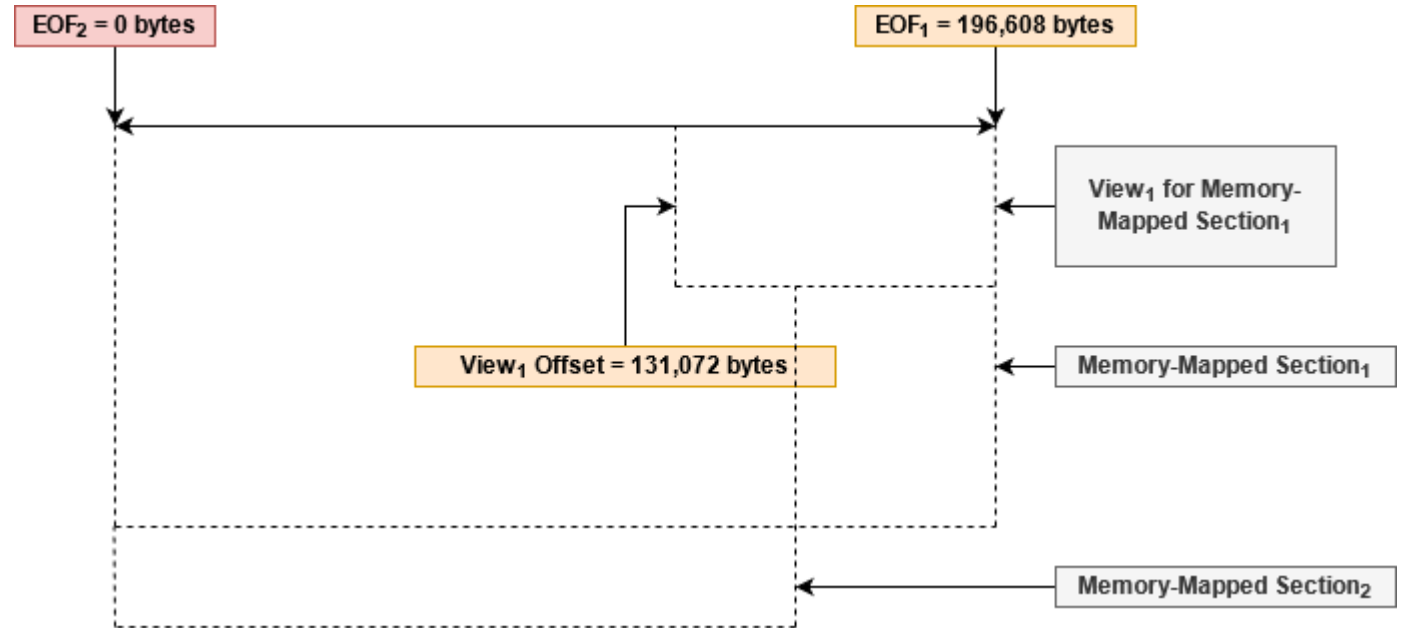 EOF₂ = 0 bytes
EOF₁ = 196,608 bytes
View₁ for Memory-
Mapped Section₁
View₁ Offset = 131,072 bytes
Memory-Mapped Section₁
Memory-Mapped Section₂